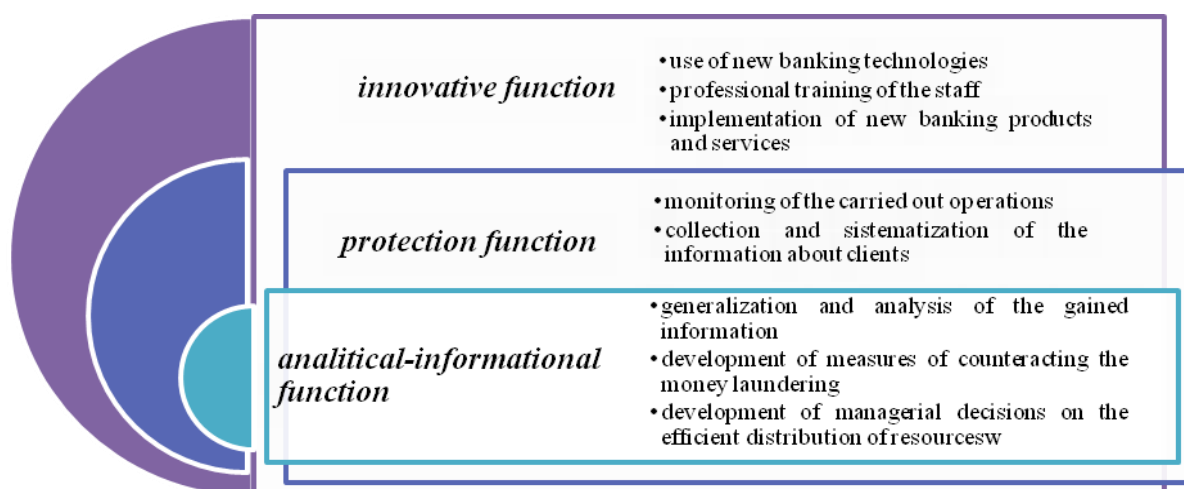 innovative function
•use of new banking technologies
•professional training of the staff
•implementation of new banking products
and services
protection function
•monitoring of the carried out operations
•collection and sistematization of the
information about clients
analitical-informational
function
•generalization and analysis of the gained
information
•development of measures of counteracting the
money laundering
•development of managerial decisions on the
efficient distribution of resourcesw